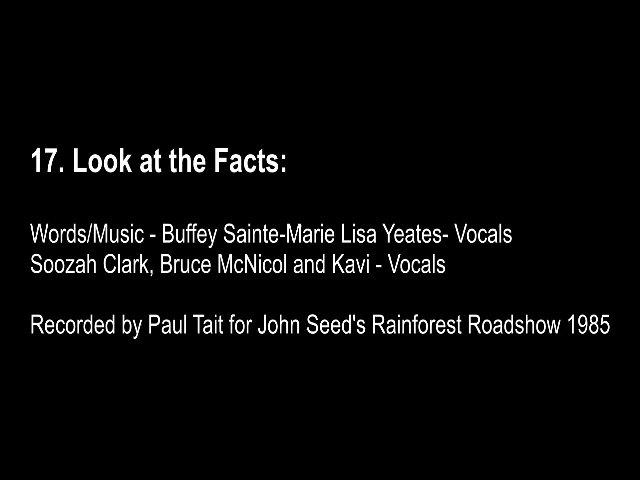 17. Look at the Facts:
Words/Music - Buffey Sainte-Marie Lisa Yeates- Vocals
Soozah Clark, Bruce McNicol and Kavi - Vocals
Recorded by Paul Tait for John Seed's Rainforest Roadshow 1985